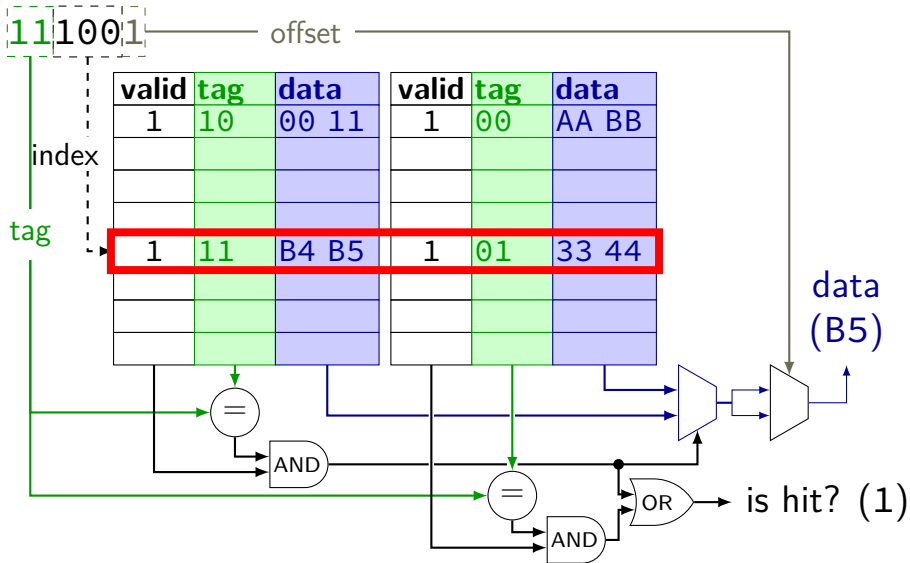 111001
offset
valid tag data valid tag data
1 10 00 11 1 00 AA BB
index
tag
1 11 B4 B5 1 01 33 44
data
(B5)
=
AND
=
OR
is hit? (1)
AND